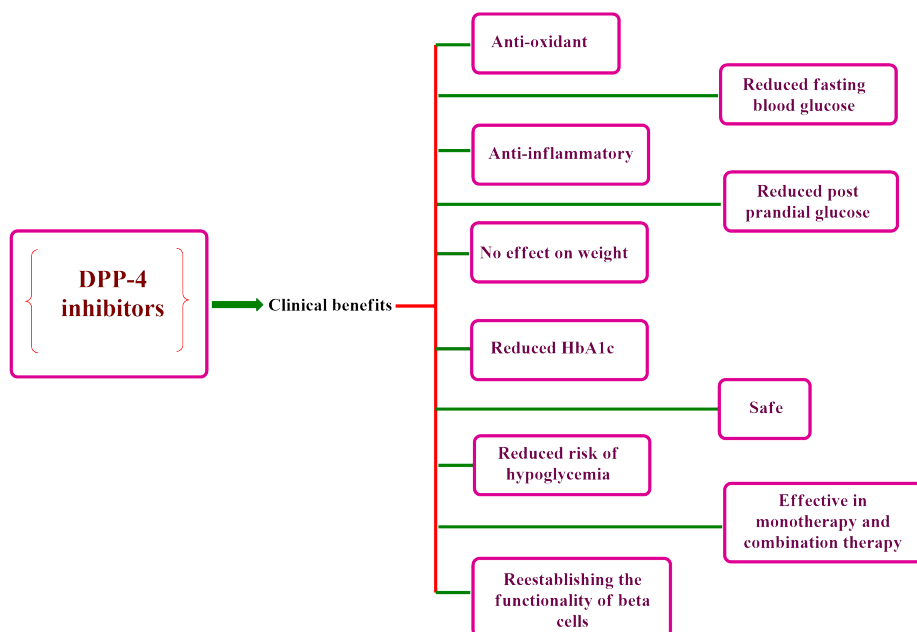 DPP-4
inhibitors
Clinical benefits
Anti-oxidant
Reduced fasting
blood glucose
Anti-inflammatory
Reduced post
prandial glucose
No effect on weight
Reduced HbA1c
Safe
Reduced risk of
hypoglycemia
Effective in
monotherapy and
combination therapy
Reestablishing the
functionality of beta
cells